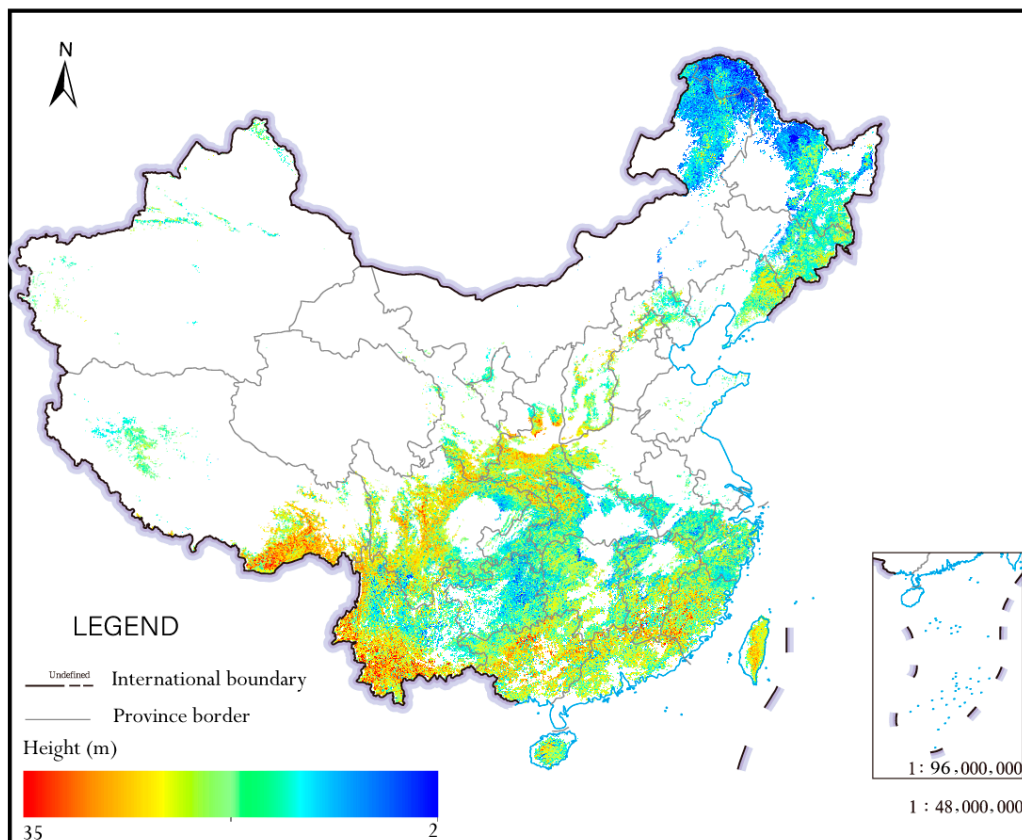 N
LEGEND
Undefined
International boundary
Province border
Height (m)
35
2
1: 96,000,000
1: 48,000,000